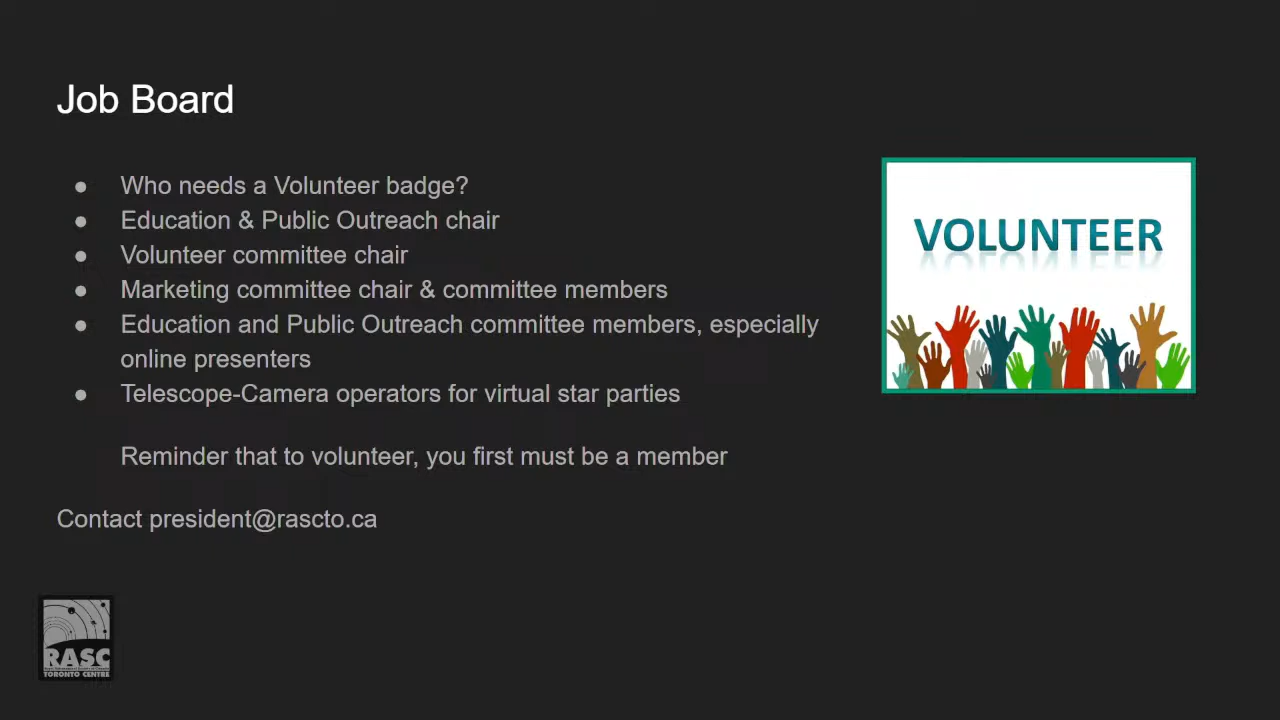 Job Board
● Who needs a Volunteer badge?
● Education & Public Outreach chair
● Volunteer committee chair
● Marketing committee chair & committee members
● Education and Public Outreach committee members, especially
online presenters
● Telescope-Camera operators for virtual star parties
Reminder that to volunteer, you first must be a member
Contact president@rascto.ca
VOLUNTEER
RASC
TORONTO CENTRE